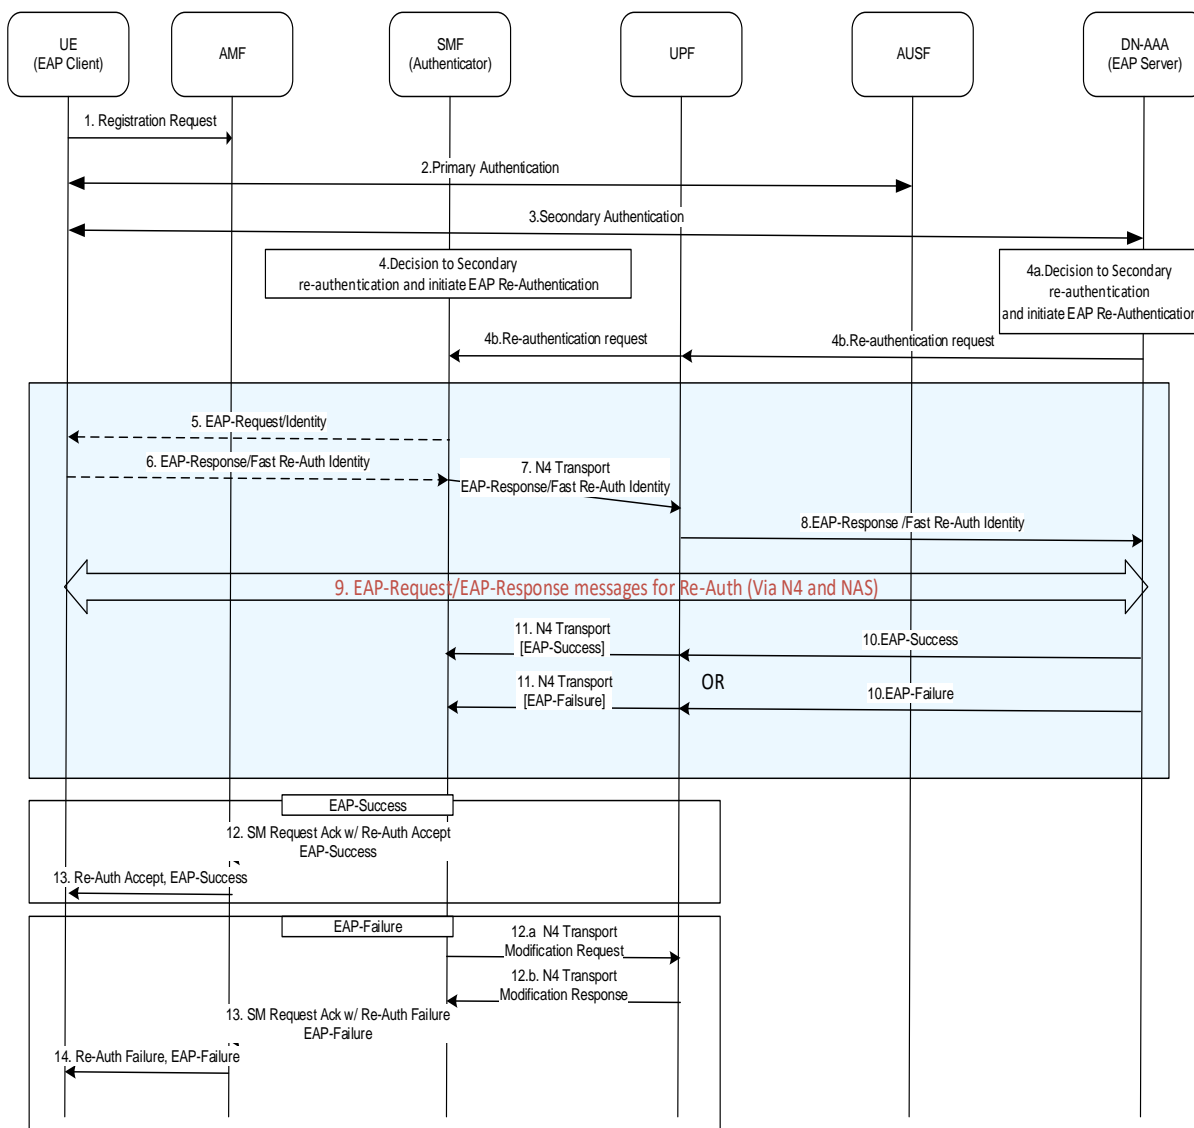 UE
(EAP Client)
AMF
SMF
(Authenticator)
UPF
AUSF
DN-AAA
(EAP Server)
1. Registration Request
2.Primary Authentication
3.Secondary Authentication
4.Decision to Secondary
re-authentication and initiate EAP Re-Authentication
4a.Decision to Secondary
re-authentication
and initiate EAP Re-Authentication
4b.Re-authentication request
4b.Re-authentication request
5. EAP-Request/Identity
6. EAP-Response/Fast Re-Auth Identity
7. N4 Transport
EAP-Response/Fast Re-Auth Identity
8.EAP-Response /Fast Re-Auth Identity
9. EAP-Request/EAP-Response messages for Re-Auth (Via N4 and NAS)
11. N4 Transport
[EAP-Success]
10.EAP-Success
OR
11. N4 Transport
[EAP-Failsure]
10.EAP-Failure
EAP-Success
12. SM Request Ack w/ Re-Auth Accept
EAP-Success
13. Re-Auth Accept, EAP-Success
EAP-Failure
12.a N4 Transport
Modification Request
12.b. N4 Transport
Modification Response
13. SM Request Ack w/ Re-Auth Failure
EAP-Failure
14. Re-Auth Failure, EAP-Failure